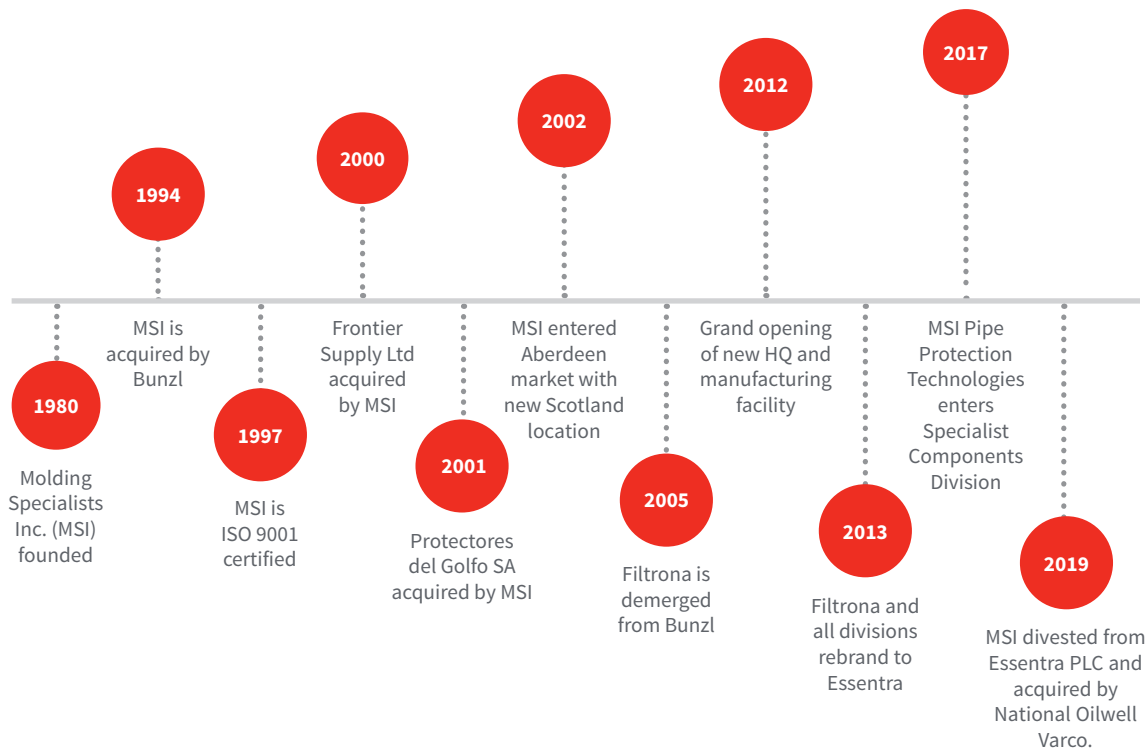 1980
Molding
Specialists
Inc. (MSI)
founded
1994
MSI is
acquired by
Bunzl
1997
MSI is
ISO 9001
certified
2000
Frontier
Supply Ltd
acquired
by MSI
2001
Protectores
del Golfo SA
acquired by MSI
2002
MSI entered
Aberdeen
market with
new Scotland
location
2005
Filtrona is
demerged
from Bunzl
2012
Grand opening
of new HQ and
manufacturing
facility
2013
Filtrona and
all divisions
rebrand to
Essentra
2017
MSI Pipe
Protection
Technologies
enters
Specialist
Components
Division
2019
MSI divested from
Essentra PLC and
acquired by
National Oilwell
Varco.